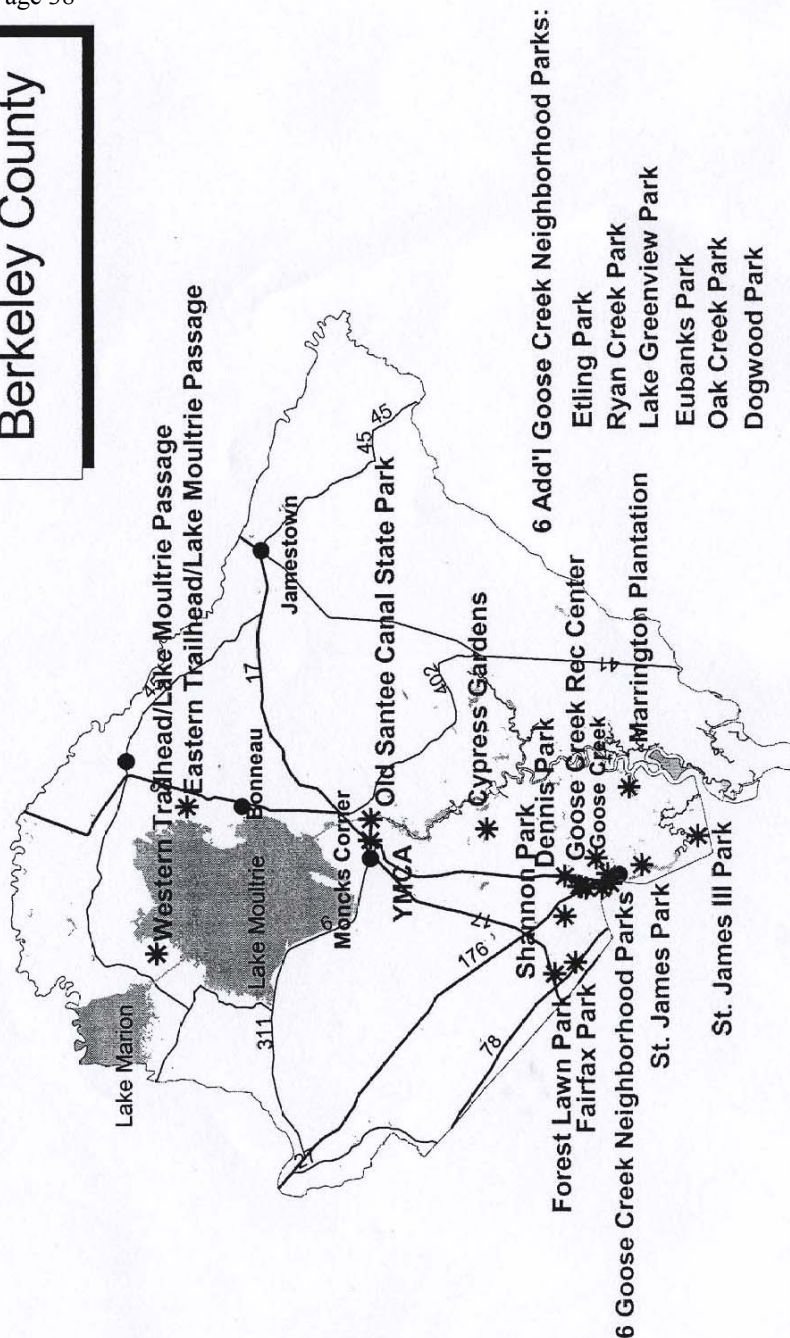 age 38
Berkeley County
Lake Marion
Western Trailhead/Lake Moultrie Passage
Eastern Trailhead/Lake Moultrie Passage
45
Lake Moultrie
Bonneau
311
17
Jamestown
45
45
6
Moncks Corner
Old Santee Canal State Park
27
YMCA
402
176
Cypress Gardens
78
Shannon Park
Dennis Park
Forest Lawn Park
Fairfax Park
Goose Creek Rec Center
Goose Creek
6 Goose Creek Neighborhood Parks
Marrington Plantation
St. James Park
St. James III Park
6 Add'l Goose Creek Neighborhood Parks:
Etling Park
Ryan Creek Park
Lake Greenview Park
Eubanks Park
Oak Creek Park
Dogwood Park